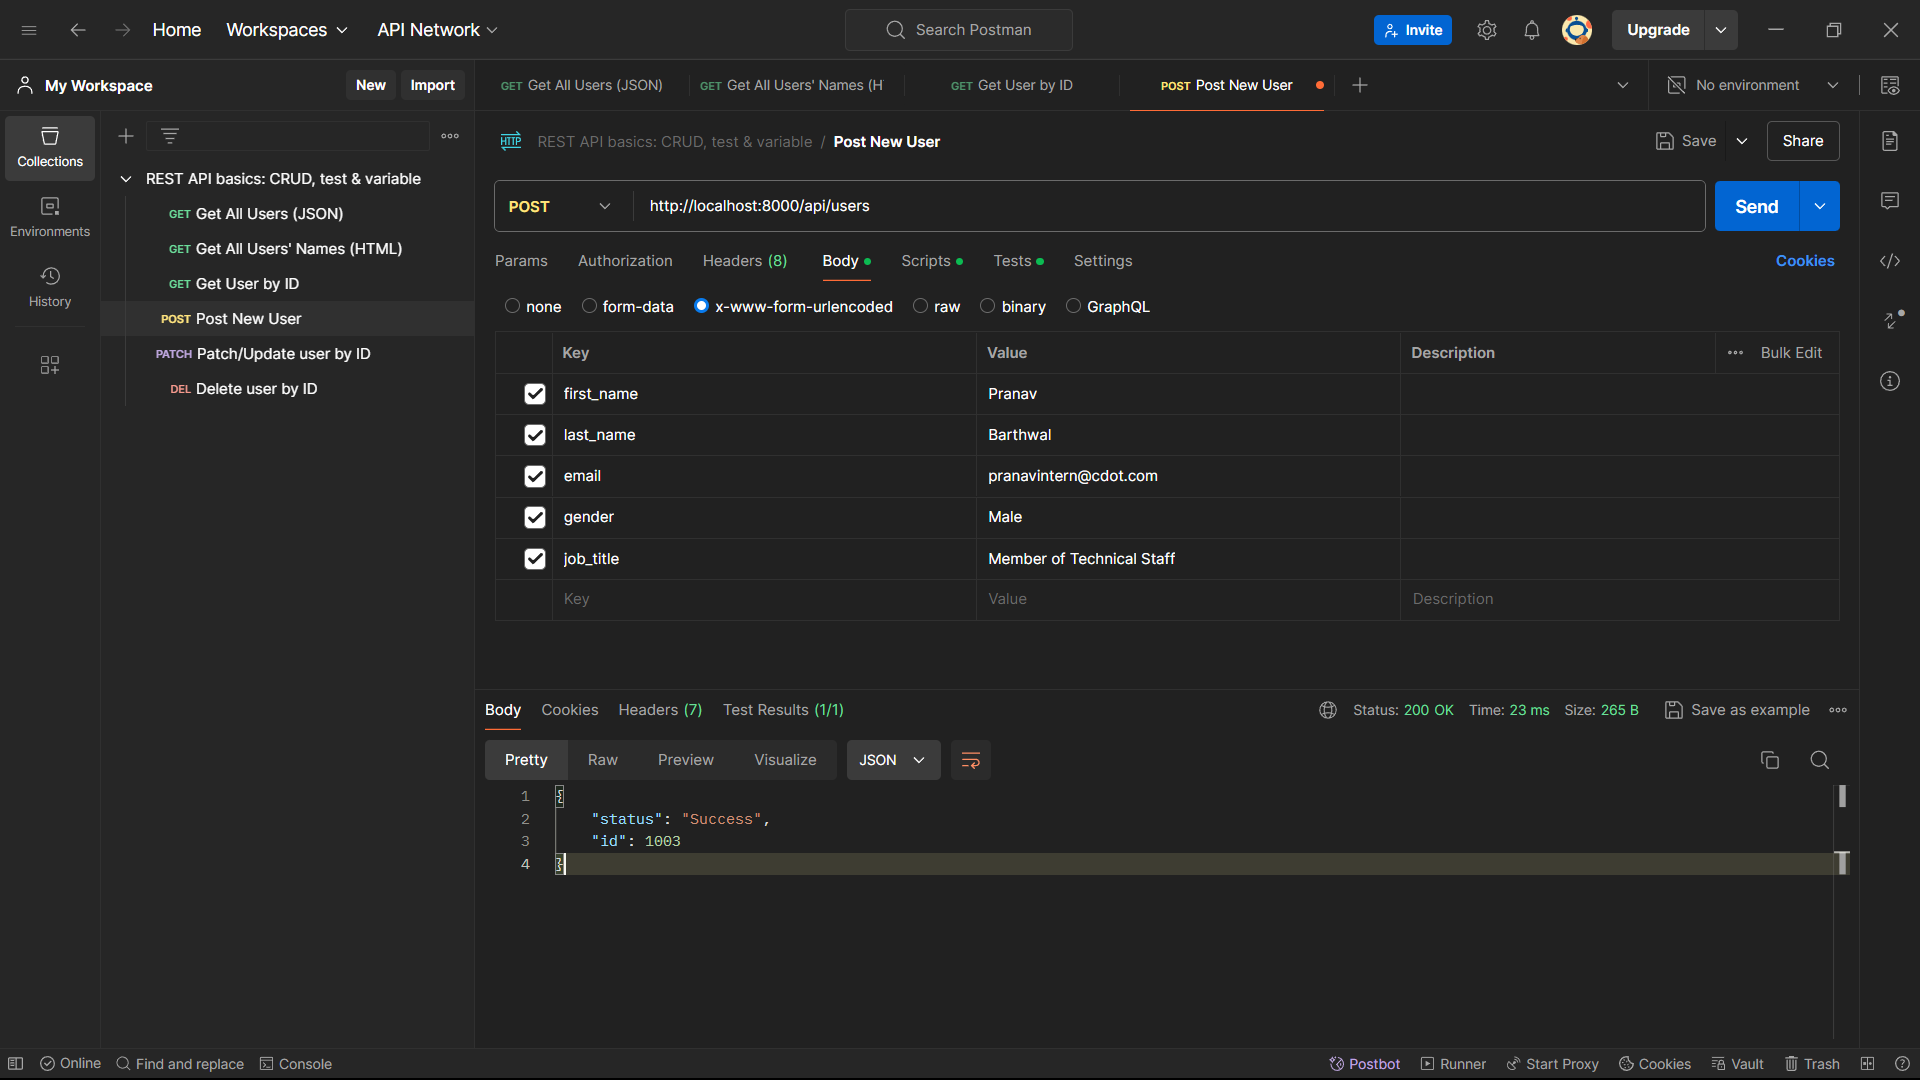 Home Workspaces API Network Search Postman Invite Upgrade
My Workspace New Import GET Get All Users (JSON) GET Get All Users' Names (H GET Get User by ID POST Post New User No environment
Collections
Environments
History
REST API basics: CRUD, test & variable
GET Get All Users (JSON)
GET Get All Users' Names (HTML)
GET Get User by ID
POST Post New User
PATCH Patch/Update user by ID
DEL Delete user by ID
HTTP REST API basics: CRUD, test & variable / Post New User Save Share
POST http://localhost:8000/api/users Send
Params Authorization Headers (8) Body Scripts Tests Settings Cookies
none form-data x-www-form-urlencoded raw binary GraphQL
Key Value Description Bulk Edit
first_name Pranav
last_name Barthwal
email pranavintern@cdot.com
gender Male
job_title Member of Technical Staff
Key Value Description
Body Cookies Headers (7) Test Results (1/1) Status: 200 OK Time: 23 ms Size: 265 B Save as example
Pretty Raw Preview Visualize JSON
1 {
2 "status": "Success",
3 "id": 1003
4 }
Online Find and replace Console Postbot Runner Start Proxy Cookies Vault Trash